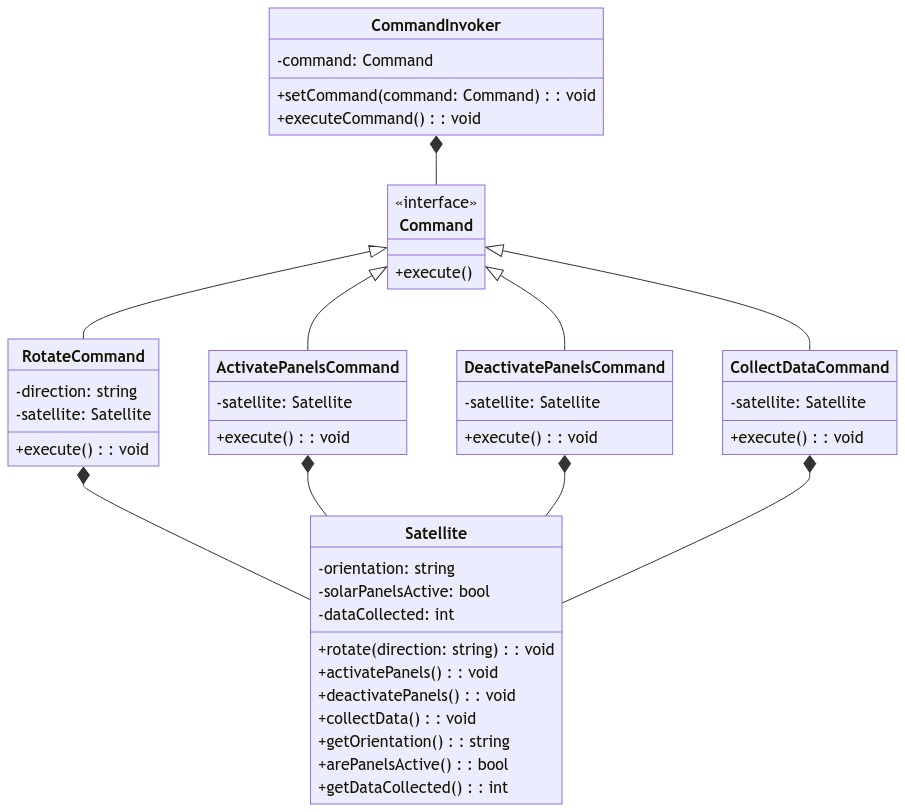 CommandInvoker
-command: Command
+setCommand(command: Command) : : void
+executeCommand() : : void
«interface»
Command
+execute()
RotateCommand
-direction: string
-satellite: Satellite
+execute() : : void
ActivatePanelsCommand
-satellite: Satellite
+execute() : : void
DeactivatePanelsCommand
-satellite: Satellite
+execute() : : void
CollectDataCommand
-satellite: Satellite
+execute() : : void
Satellite
-orientation: string
-solarPanelsActive: bool
-dataCollected: int
+rotate(direction: string) : : void
+activatePanels() : : void
+deactivatePanels() : : void
+collectData() : : void
+getOrientation() : : string
+arePanelsActive() : : bool
+getDataCollected() : : int